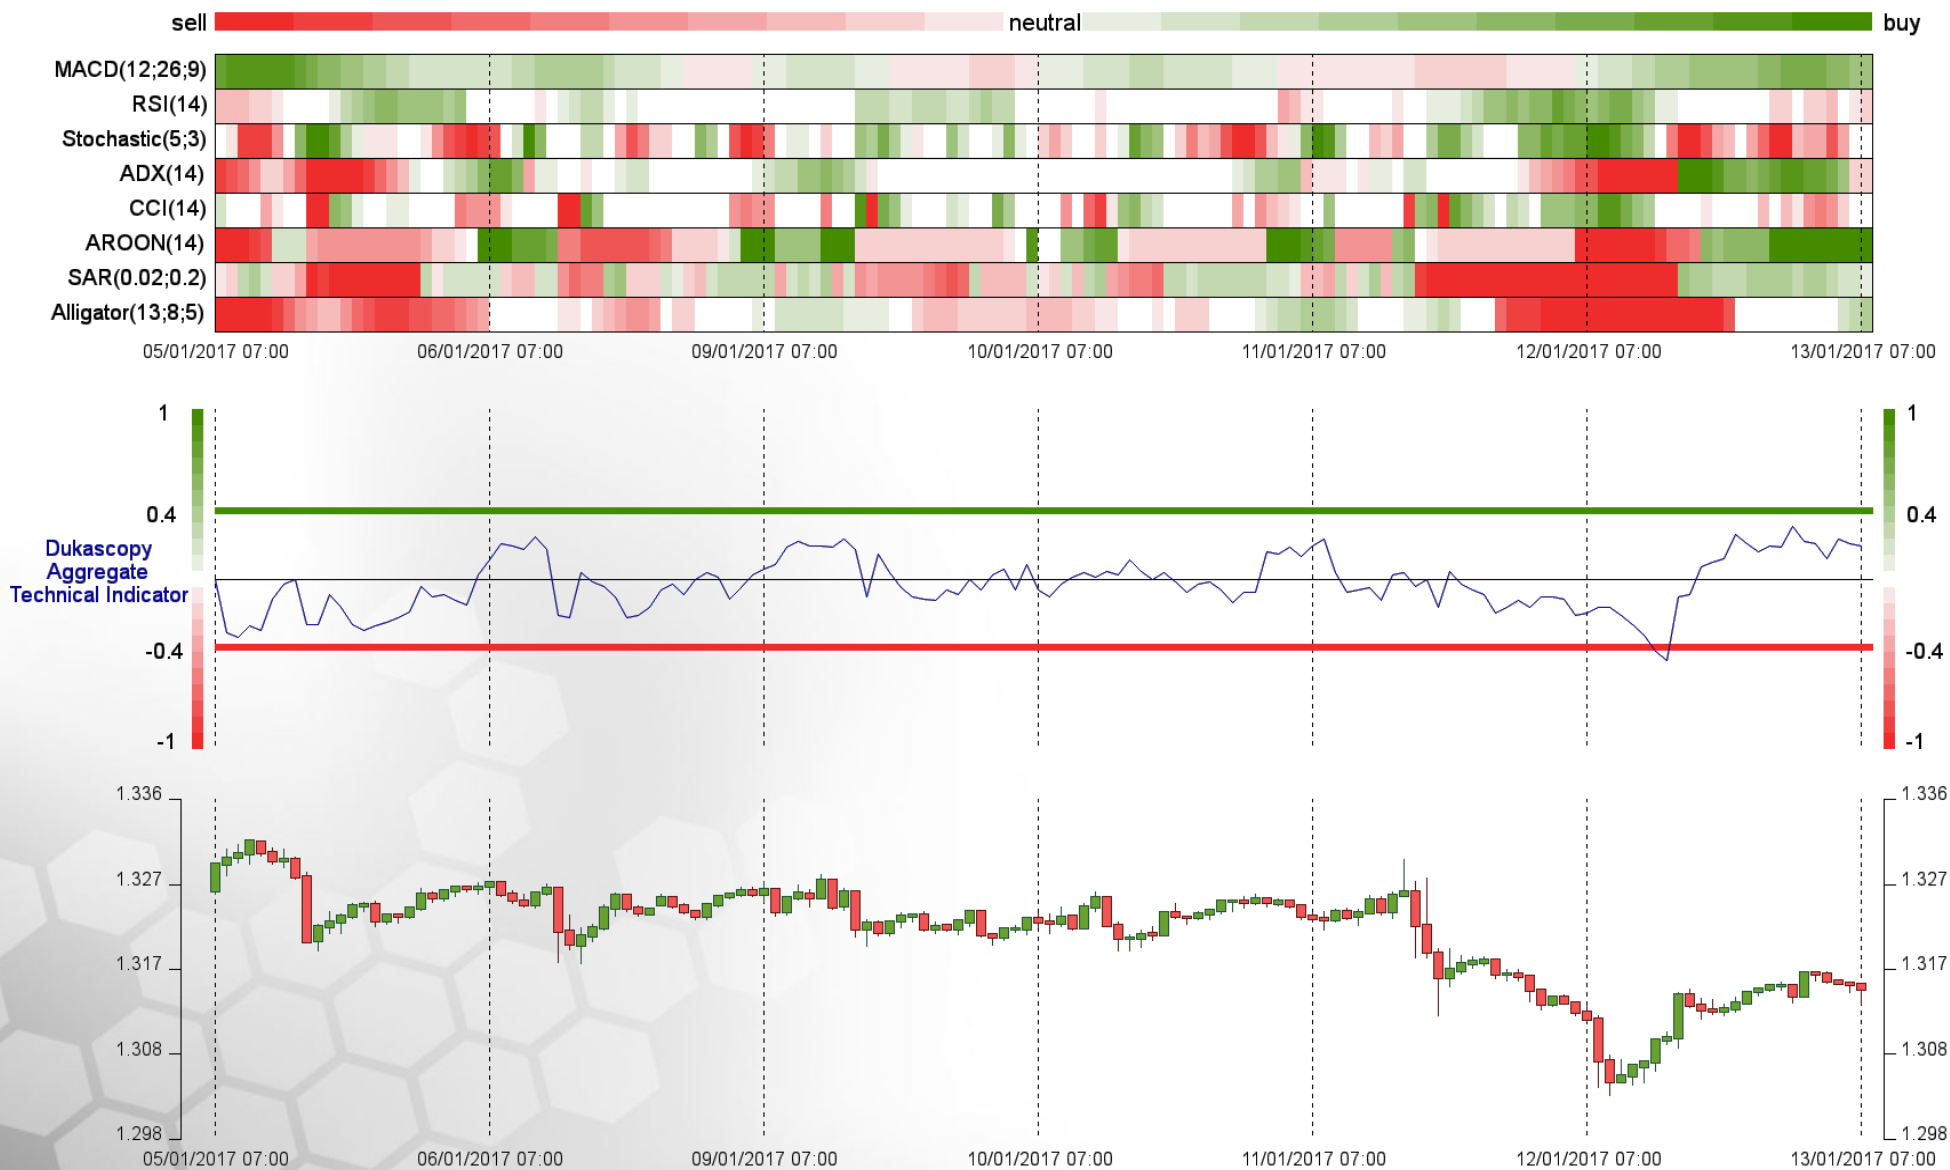 sell neutral buy
MACD(12;26;9)
RSI(14)
Stochastic(5;3)
ADX(14)
CCI(14)
AROON(14)
SAR(0.02;0.2)
Alligator(13;8;5)
05/01/2017 07:00 06/01/2017 07:00 09/01/2017 07:00 10/01/2017 07:00 11/01/2017 07:00 12/01/2017 07:00 13/01/2017 07:00
1 1
0.4 0.4
Dukascopy
Aggregate
Technical Indicator
-0.4 -0.4
-1 -1
1.336 1.336
1.327 1.327
1.317 1.317
1.308 1.308
1.298 1.298
05/01/2017 07:00 06/01/2017 07:00 09/01/2017 07:00 10/01/2017 07:00 11/01/2017 07:00 12/01/2017 07:00 13/01/2017 07:00